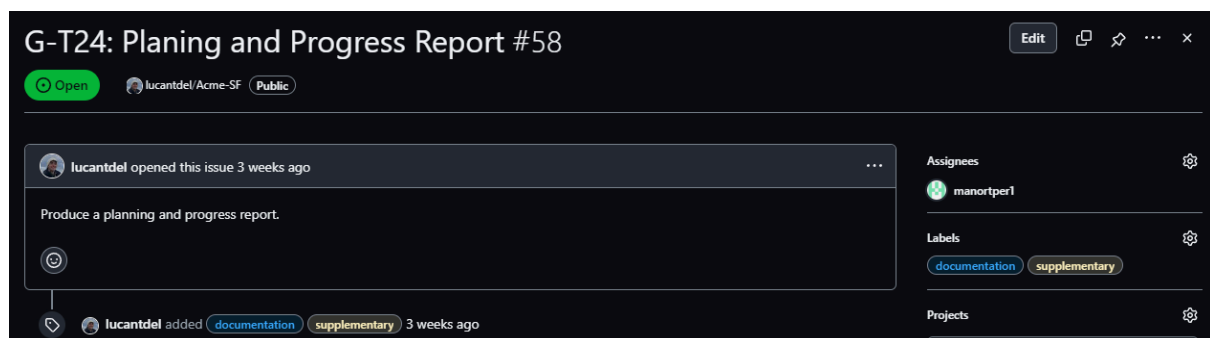 G-T24: Planing and Progress Report #58
Edit
Open
lucantdel/Acme-SF Public
lucantdel opened this issue 3 weeks ago
Produce a planning and progress report.
lucantdel added documentation supplementary 3 weeks ago
Assignees
manortper1
Labels
documentation supplementary
Projects